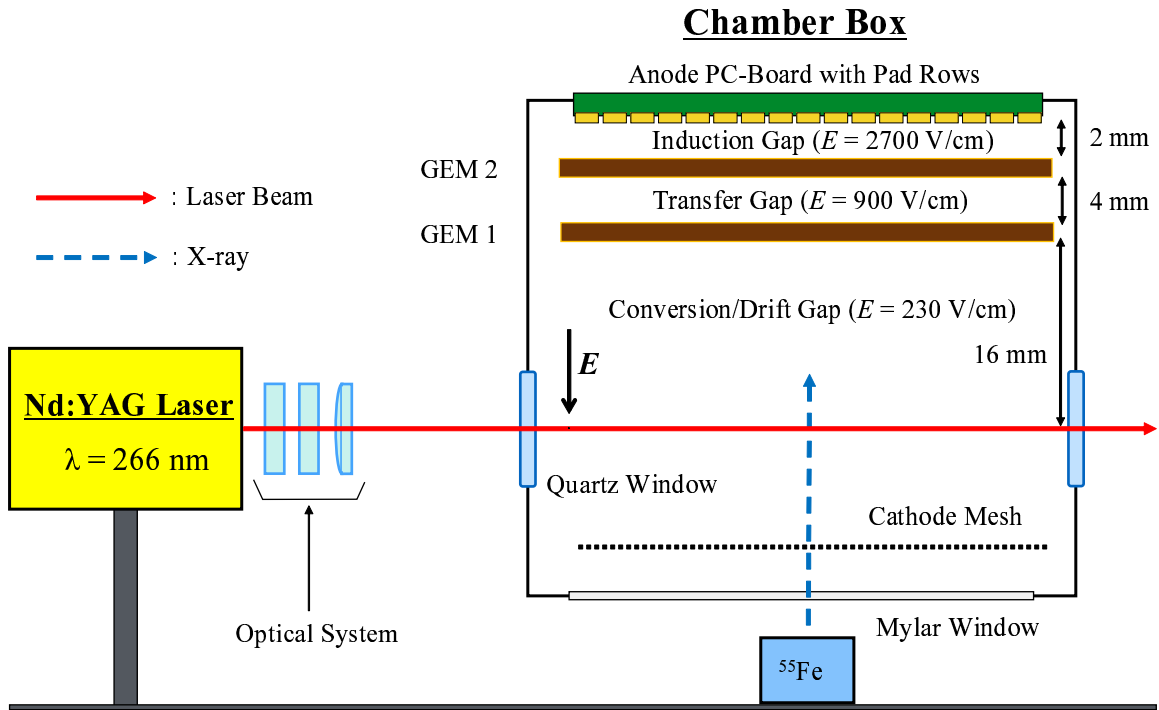 Chamber Box
Anode PC-Board with Pad Rows
Induction Gap (E = 2700 V/cm)
2 mm
GEM 2
Transfer Gap (E = 900 V/cm)
4 mm
GEM 1
: Laser Beam
: X-ray
Conversion/Drift Gap (E = 230 V/cm)
16 mm
E
Nd:YAG Laser
λ = 266 nm
Quartz Window
Cathode Mesh
Optical System
Mylar Window
⁵⁵Fe